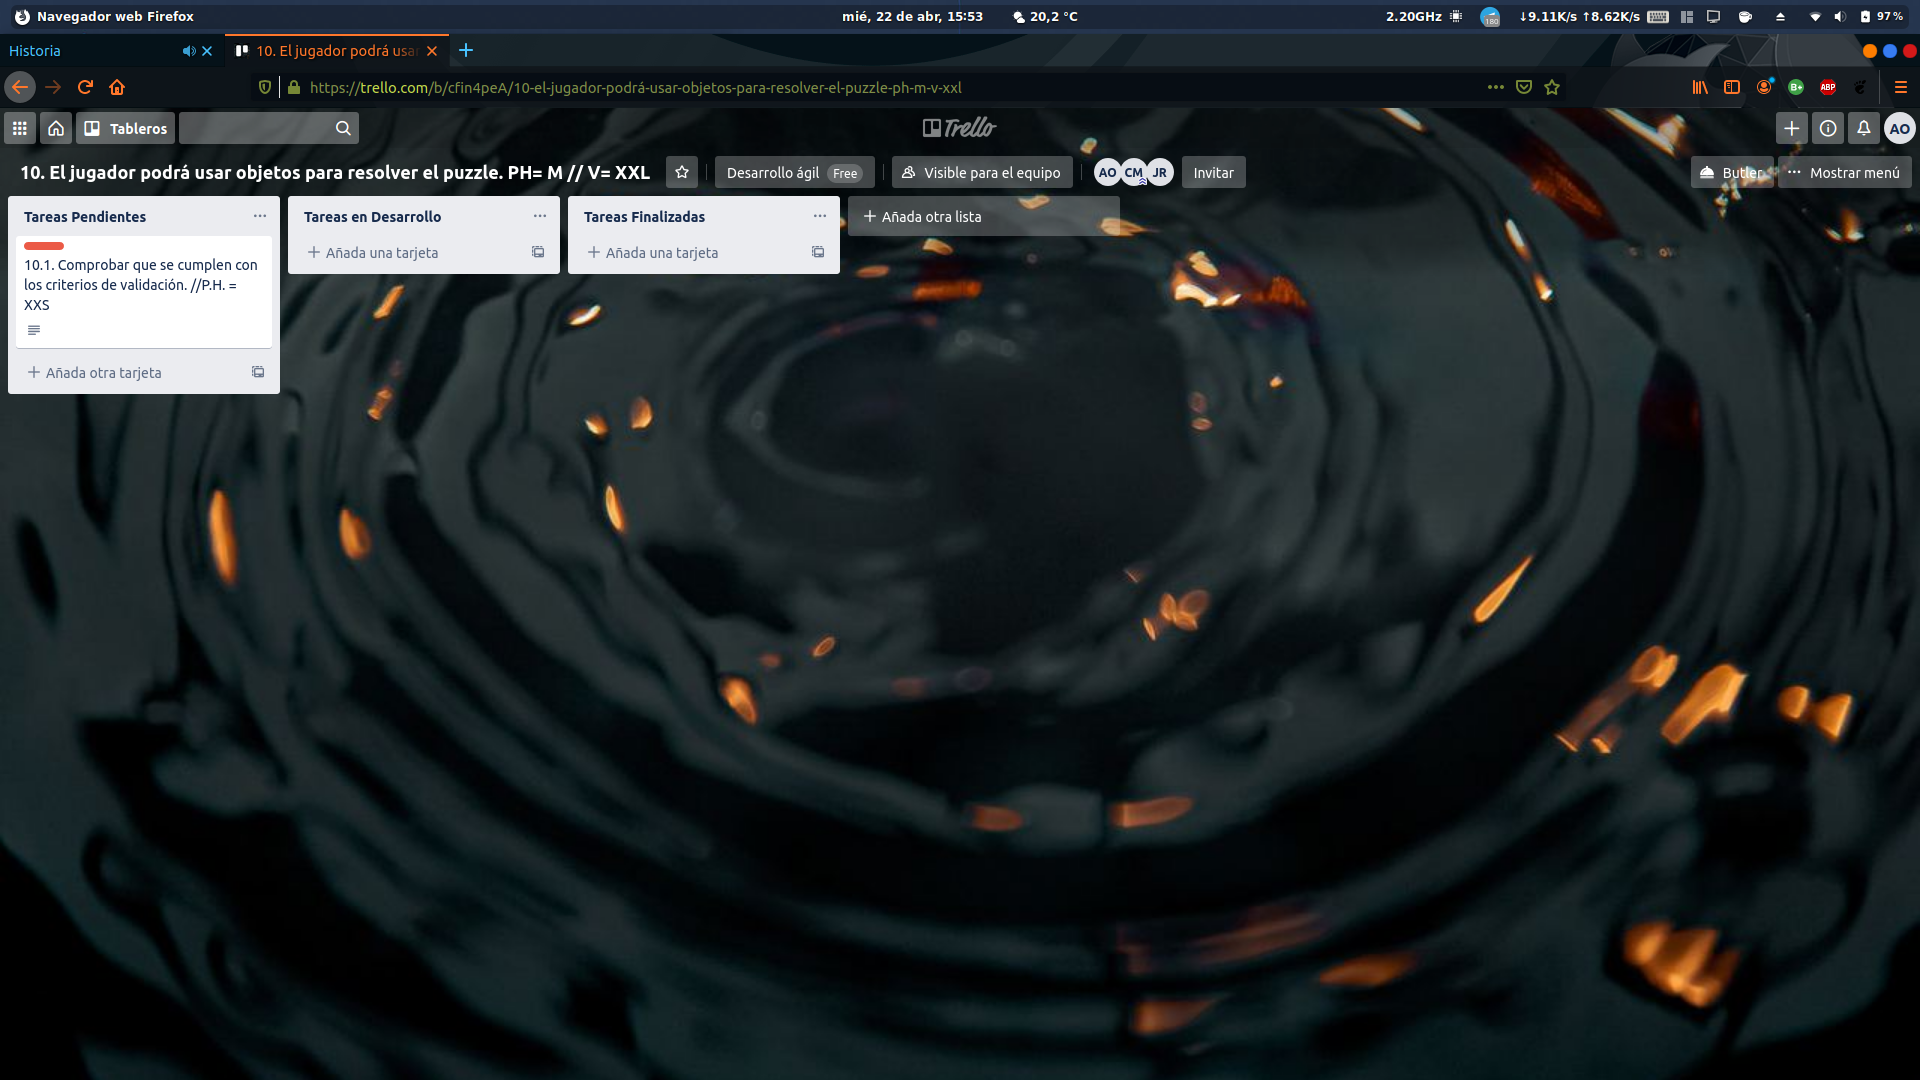 Navegador web Firefox
mié, 22 de abr, 15:53
20,2 °C
2.20GHz
180
↓9.11K/s ↑8.62K/s
97 %
Historia
10. El jugador podrá usar
https://trello.com/b/cfin4peA/10-el-jugador-podrá-usar-objetos-para-resolver-el-puzzle-ph-m-v-xxl
B+
ABP
Tableros
Trello
AO
10. El jugador podrá usar objetos para resolver el puzzle. PH= M // V= XXL
Desarrollo ágil Free
Visible para el equipo
AO CM JR
Invitar
Butler
Mostrar menú
Tareas Pendientes
10.1. Comprobar que se cumplen con
los criterios de validación. //P.H. =
XXS
+ Añada otra tarjeta
Tareas en Desarrollo
+ Añada una tarjeta
Tareas Finalizadas
+ Añada una tarjeta
+ Añada otra lista